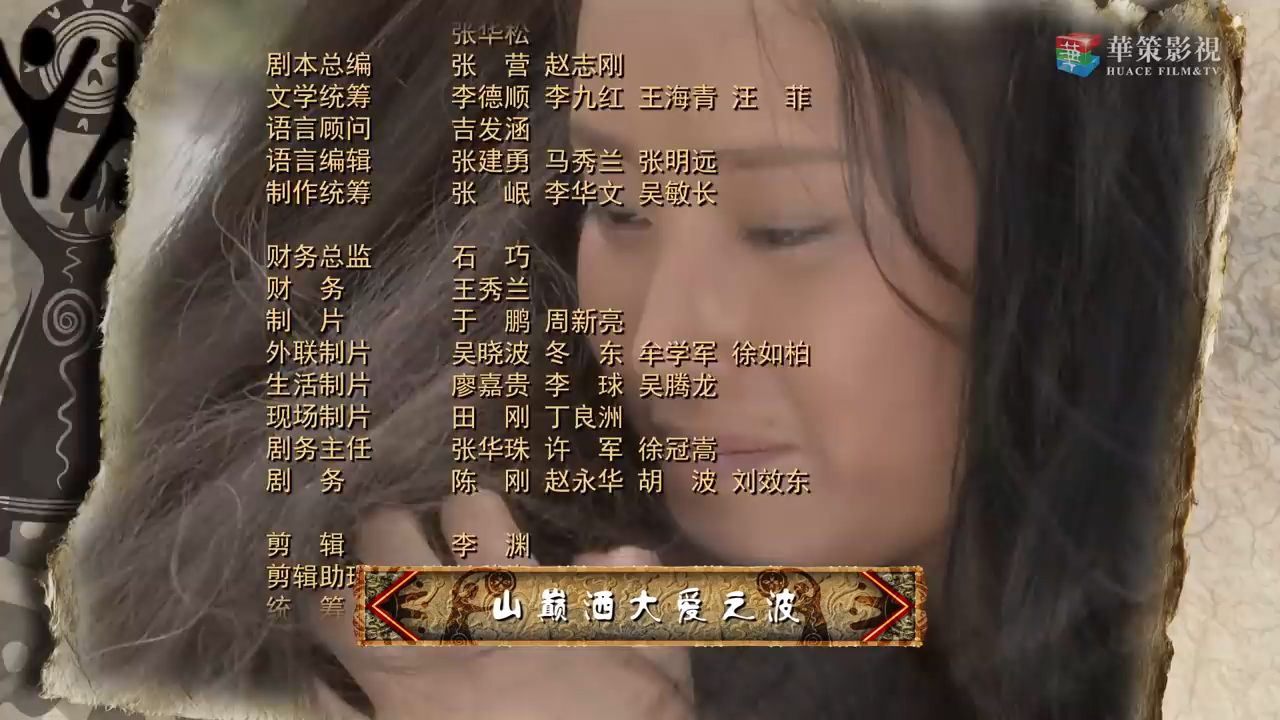 張华松
剧本总编 张 营 赵志刚
文学统筹 李德顺 李九红 王海青 汪 菲
语言顾问 吉发涵
语言编辑 张建勇 马秀兰 张明远
制作统筹 张 岷 李华文 吴敏长
财务总监 石 巧
财 务 王秀兰
制 片 于 鹏 周新亮
外联制片 吴晓波 冬 东 牟学军 徐如柏
生活制片 廖嘉贵 李 球 吴腾龙
现场制片 田 刚 丁良洲
剧务主任 张华珠 许 军 徐冠嵩
剧 务 陈 刚 赵永华 胡 波 刘效东
剪 辑 李 渊
剪辑助
统 筹
山巅洒大爱之波
華策影視
HUACE FILM&TV